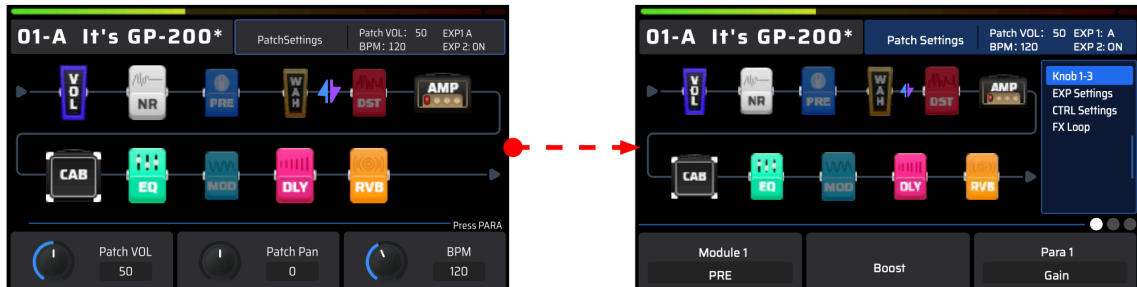 01-A It's GP-200*
PatchSettings
Patch VOL: 50 EXP1 A
BPM: 120 EXP 2: ON
VOL
NR
PRE
WAH
DST
AMP
CAB
EQ
MOD
DLY
RVB
Press PARA
Patch VOL
50
Patch Pan
0
BPM
120
01-A It's GP-200*
Patch Settings
Patch VOL: 50 EXP 1: A
BPM: 120 EXP 2: ON
VOL
NR
PRE
WAH
DST
AMP
Knob 1-3
EXP Settings
CTRL Settings
FX Loop
CAB
EQ
MOD
DLY
RVB
Module 1
PRE
Boost
Para 1
Gain